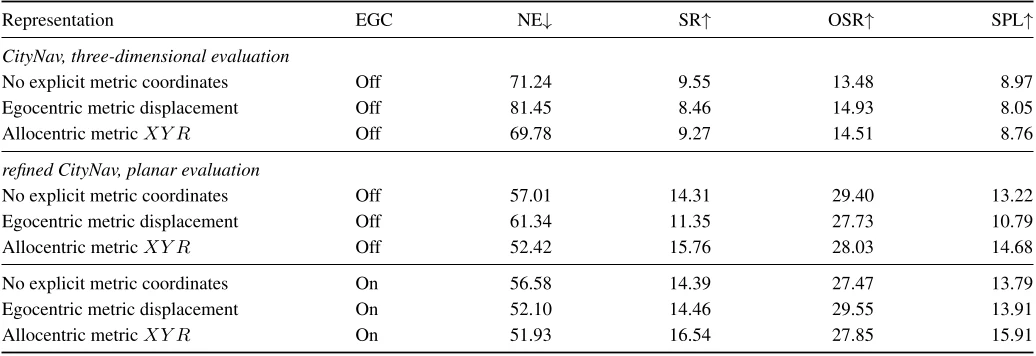 Representation EGC NE↓ SR↑ OSR↑ SPL↑
CityNav, three-dimensional evaluation
No explicit metric coordinates Off 71.24 9.55 13.48 8.97
Egocentric metric displacement Off 81.45 8.46 14.93 8.05
Allocentric metric XYR Off 69.78 9.27 14.51 8.76
refined CityNav, planar evaluation
No explicit metric coordinates Off 57.01 14.31 29.40 13.22
Egocentric metric displacement Off 61.34 11.35 27.73 10.79
Allocentric metric XYR Off 52.42 15.76 28.03 14.68
No explicit metric coordinates On 56.58 14.39 27.47 13.79
Egocentric metric displacement On 52.10 14.46 29.55 13.91
Allocentric metric XYR On 51.93 16.54 27.85 15.91